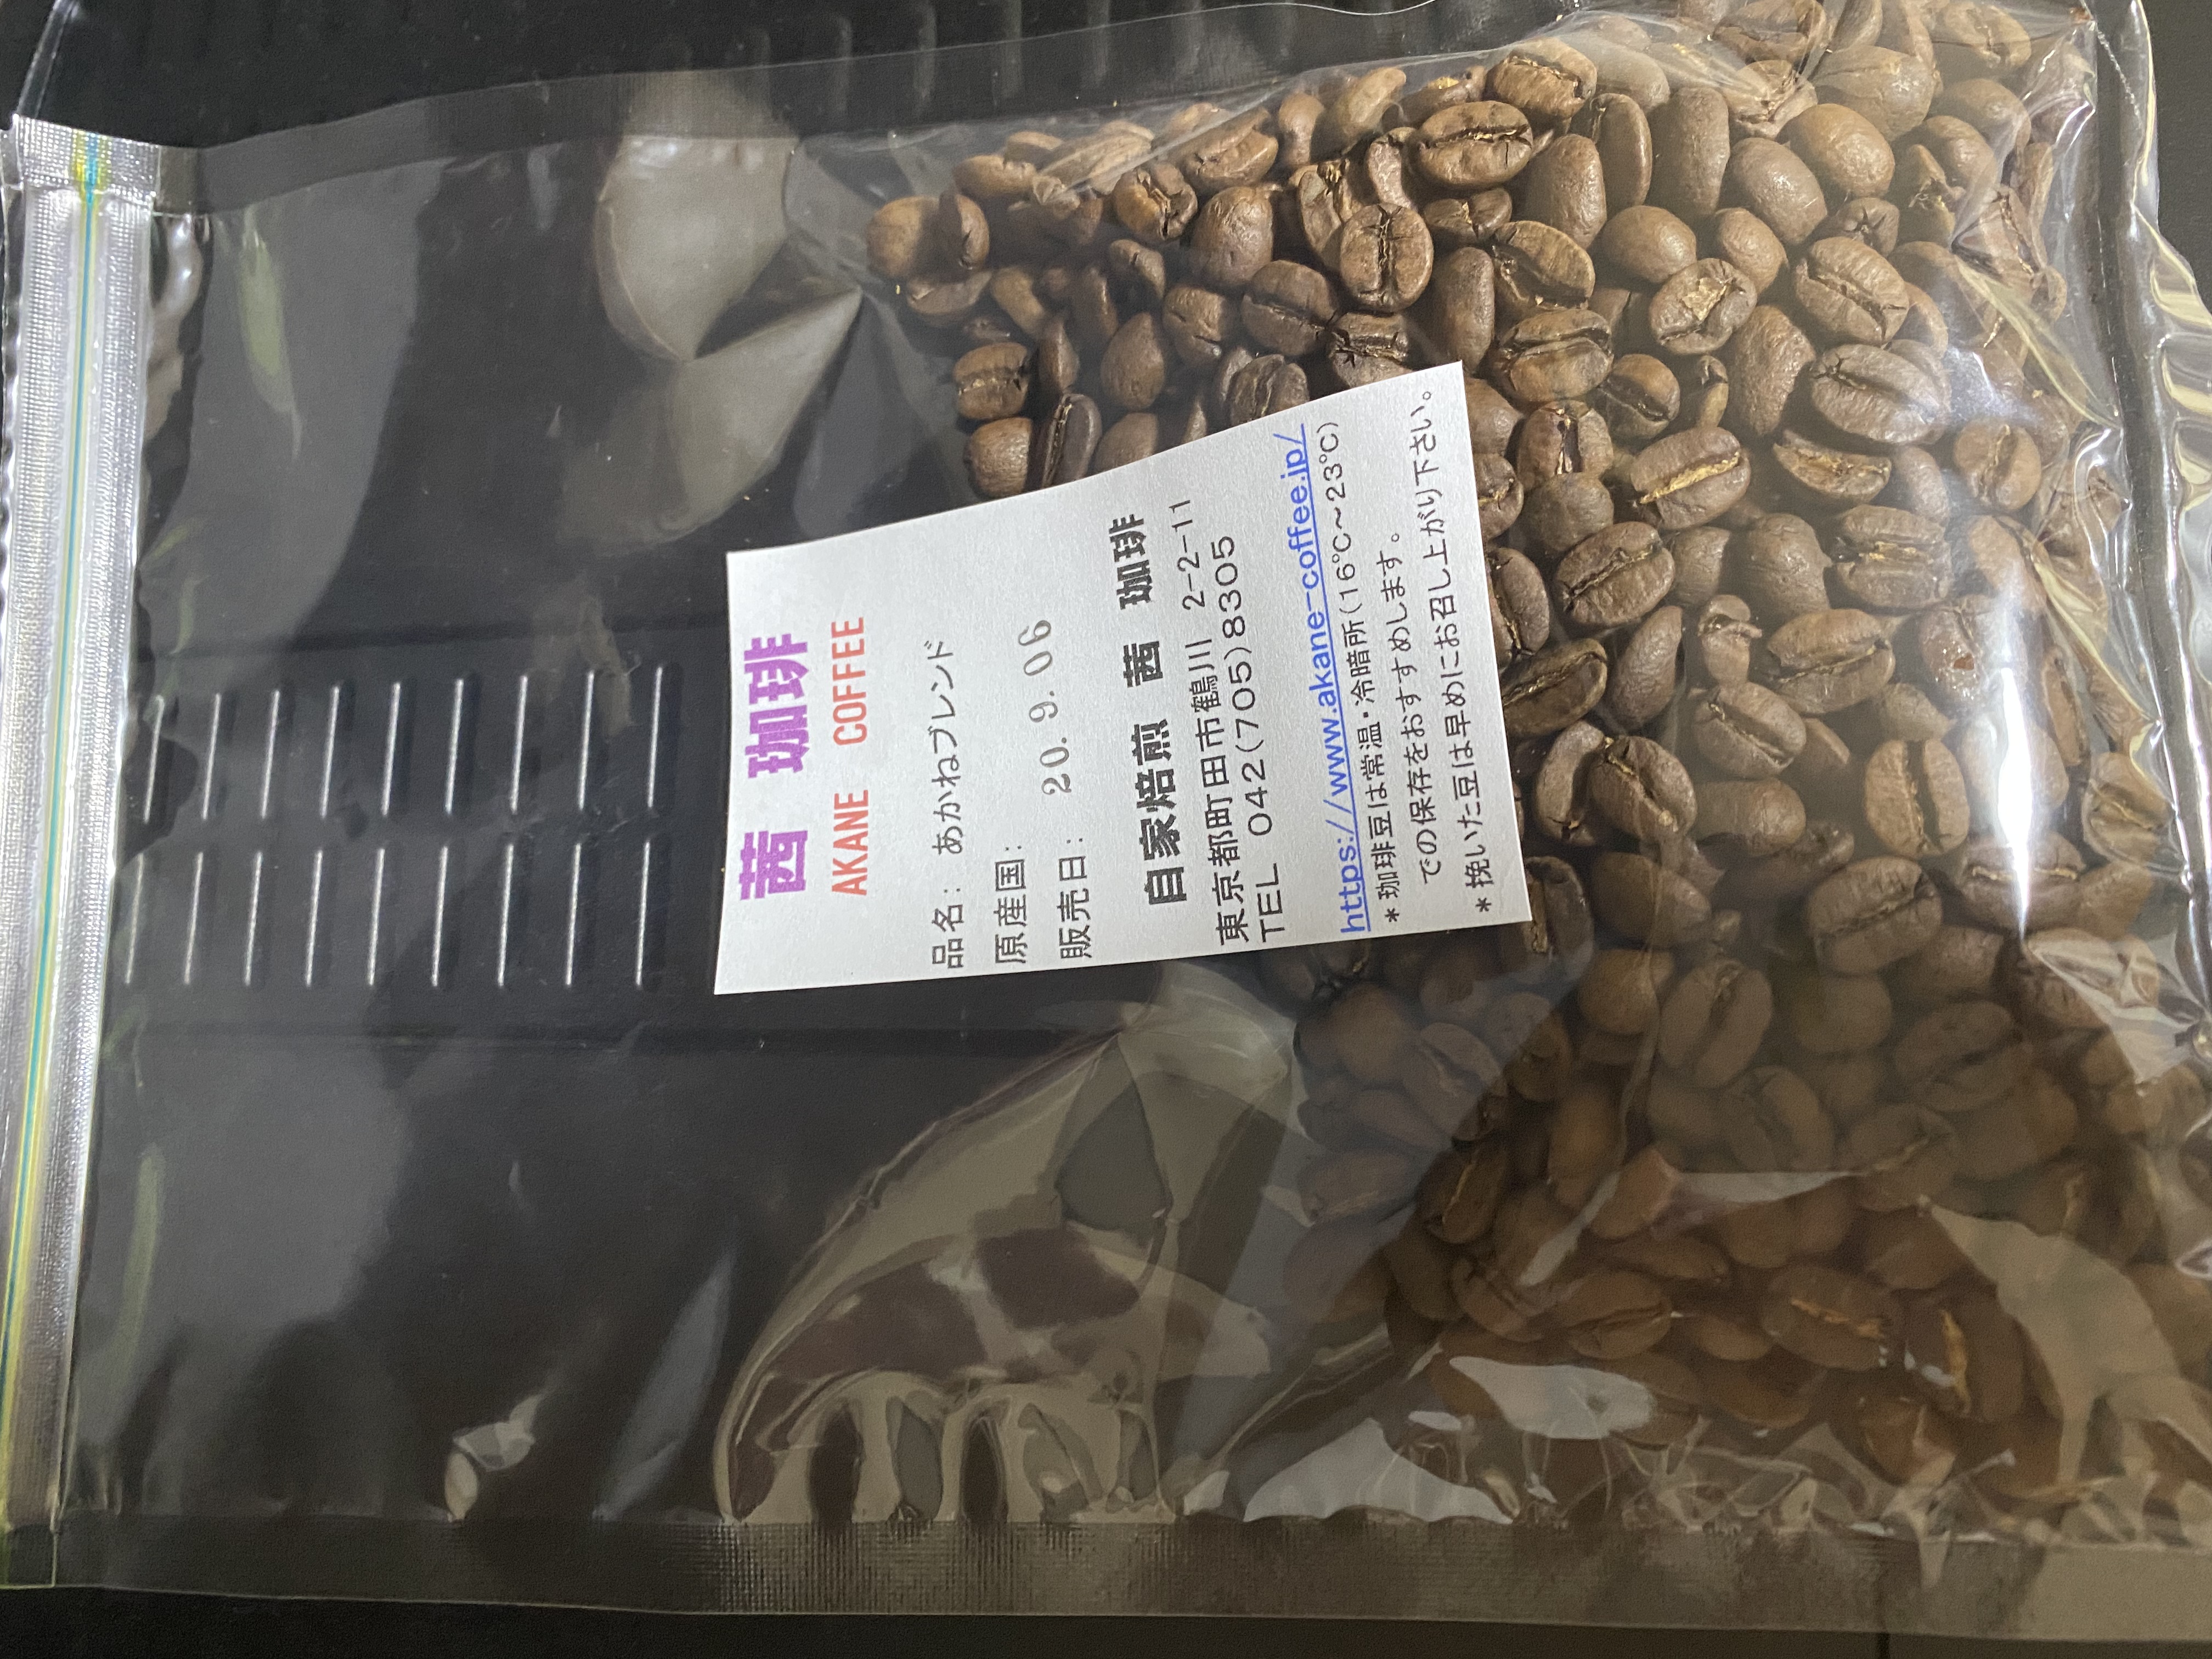 茜 珈琲
AKANE COFFEE
品名：あかねブレンド
原産国：
販売日： 20.9.06
自家焙煎 茜 珈琲
東京都町田市鶴川 2-2-11
TEL 042(705)8305
https://www.akane-coffee.jp/
＊珈琲豆は常温・冷暗所(16℃～23℃)
での保存をおすすめします。
＊挽いた豆は早めにお召し上がり下さい。